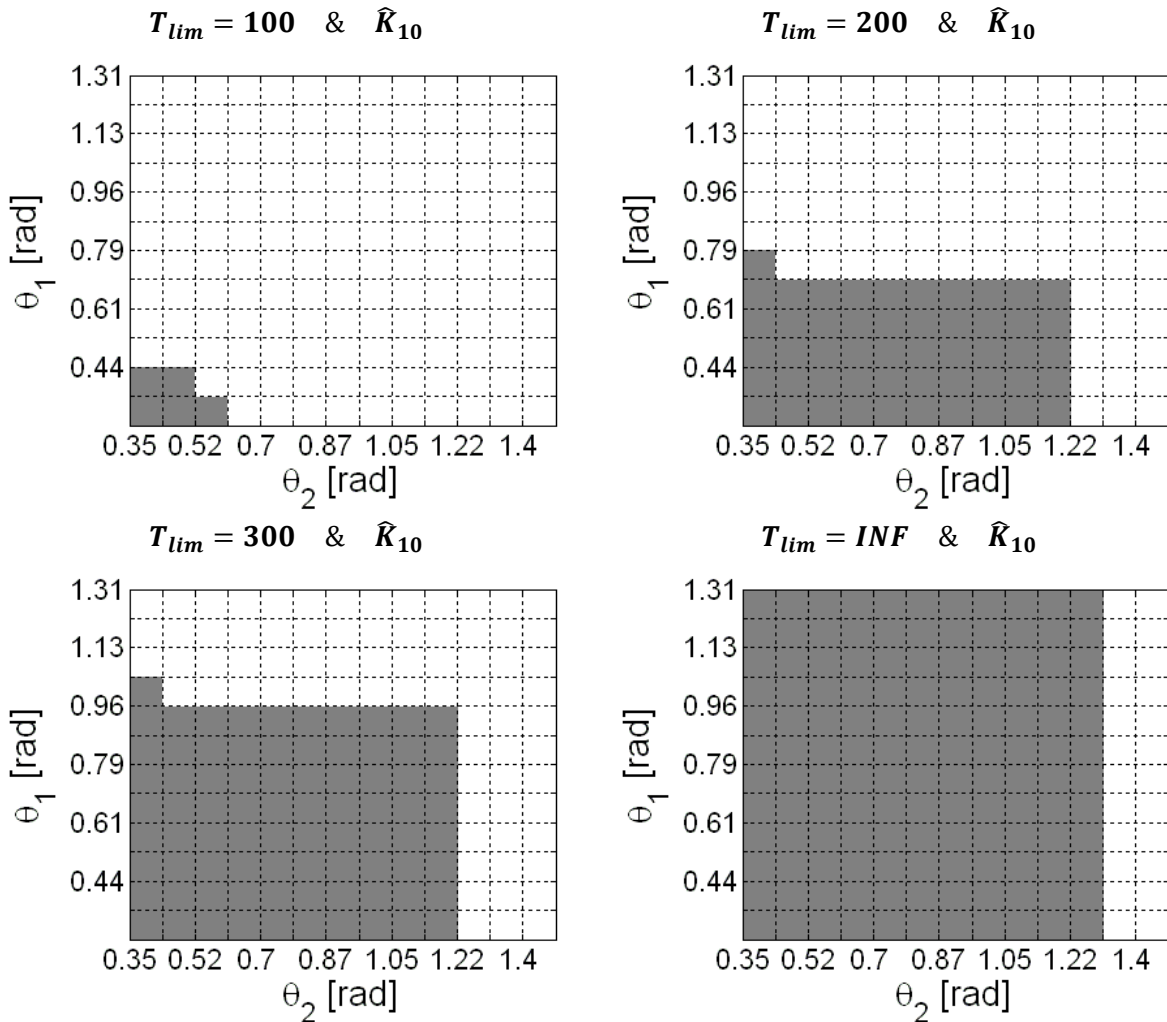 T_lim = 100 & K̂_10
1.31
1.13
0.96
0.79
0.61
0.44
θ_1 [rad]
0.35 0.52 0.7 0.87 1.05 1.22 1.4
θ_2 [rad]
T_lim = 200 & K̂_10
1.31
1.13
0.96
0.79
0.61
0.44
θ_1 [rad]
0.35 0.52 0.7 0.87 1.05 1.22 1.4
θ_2 [rad]
T_lim = 300 & K̂_10
1.31
1.13
0.96
0.79
0.61
0.44
θ_1 [rad]
0.35 0.52 0.7 0.87 1.05 1.22 1.4
θ_2 [rad]
T_lim = INF & K̂_10
1.31
1.13
0.96
0.79
0.61
0.44
θ_1 [rad]
0.35 0.52 0.7 0.87 1.05 1.22 1.4
θ_2 [rad]